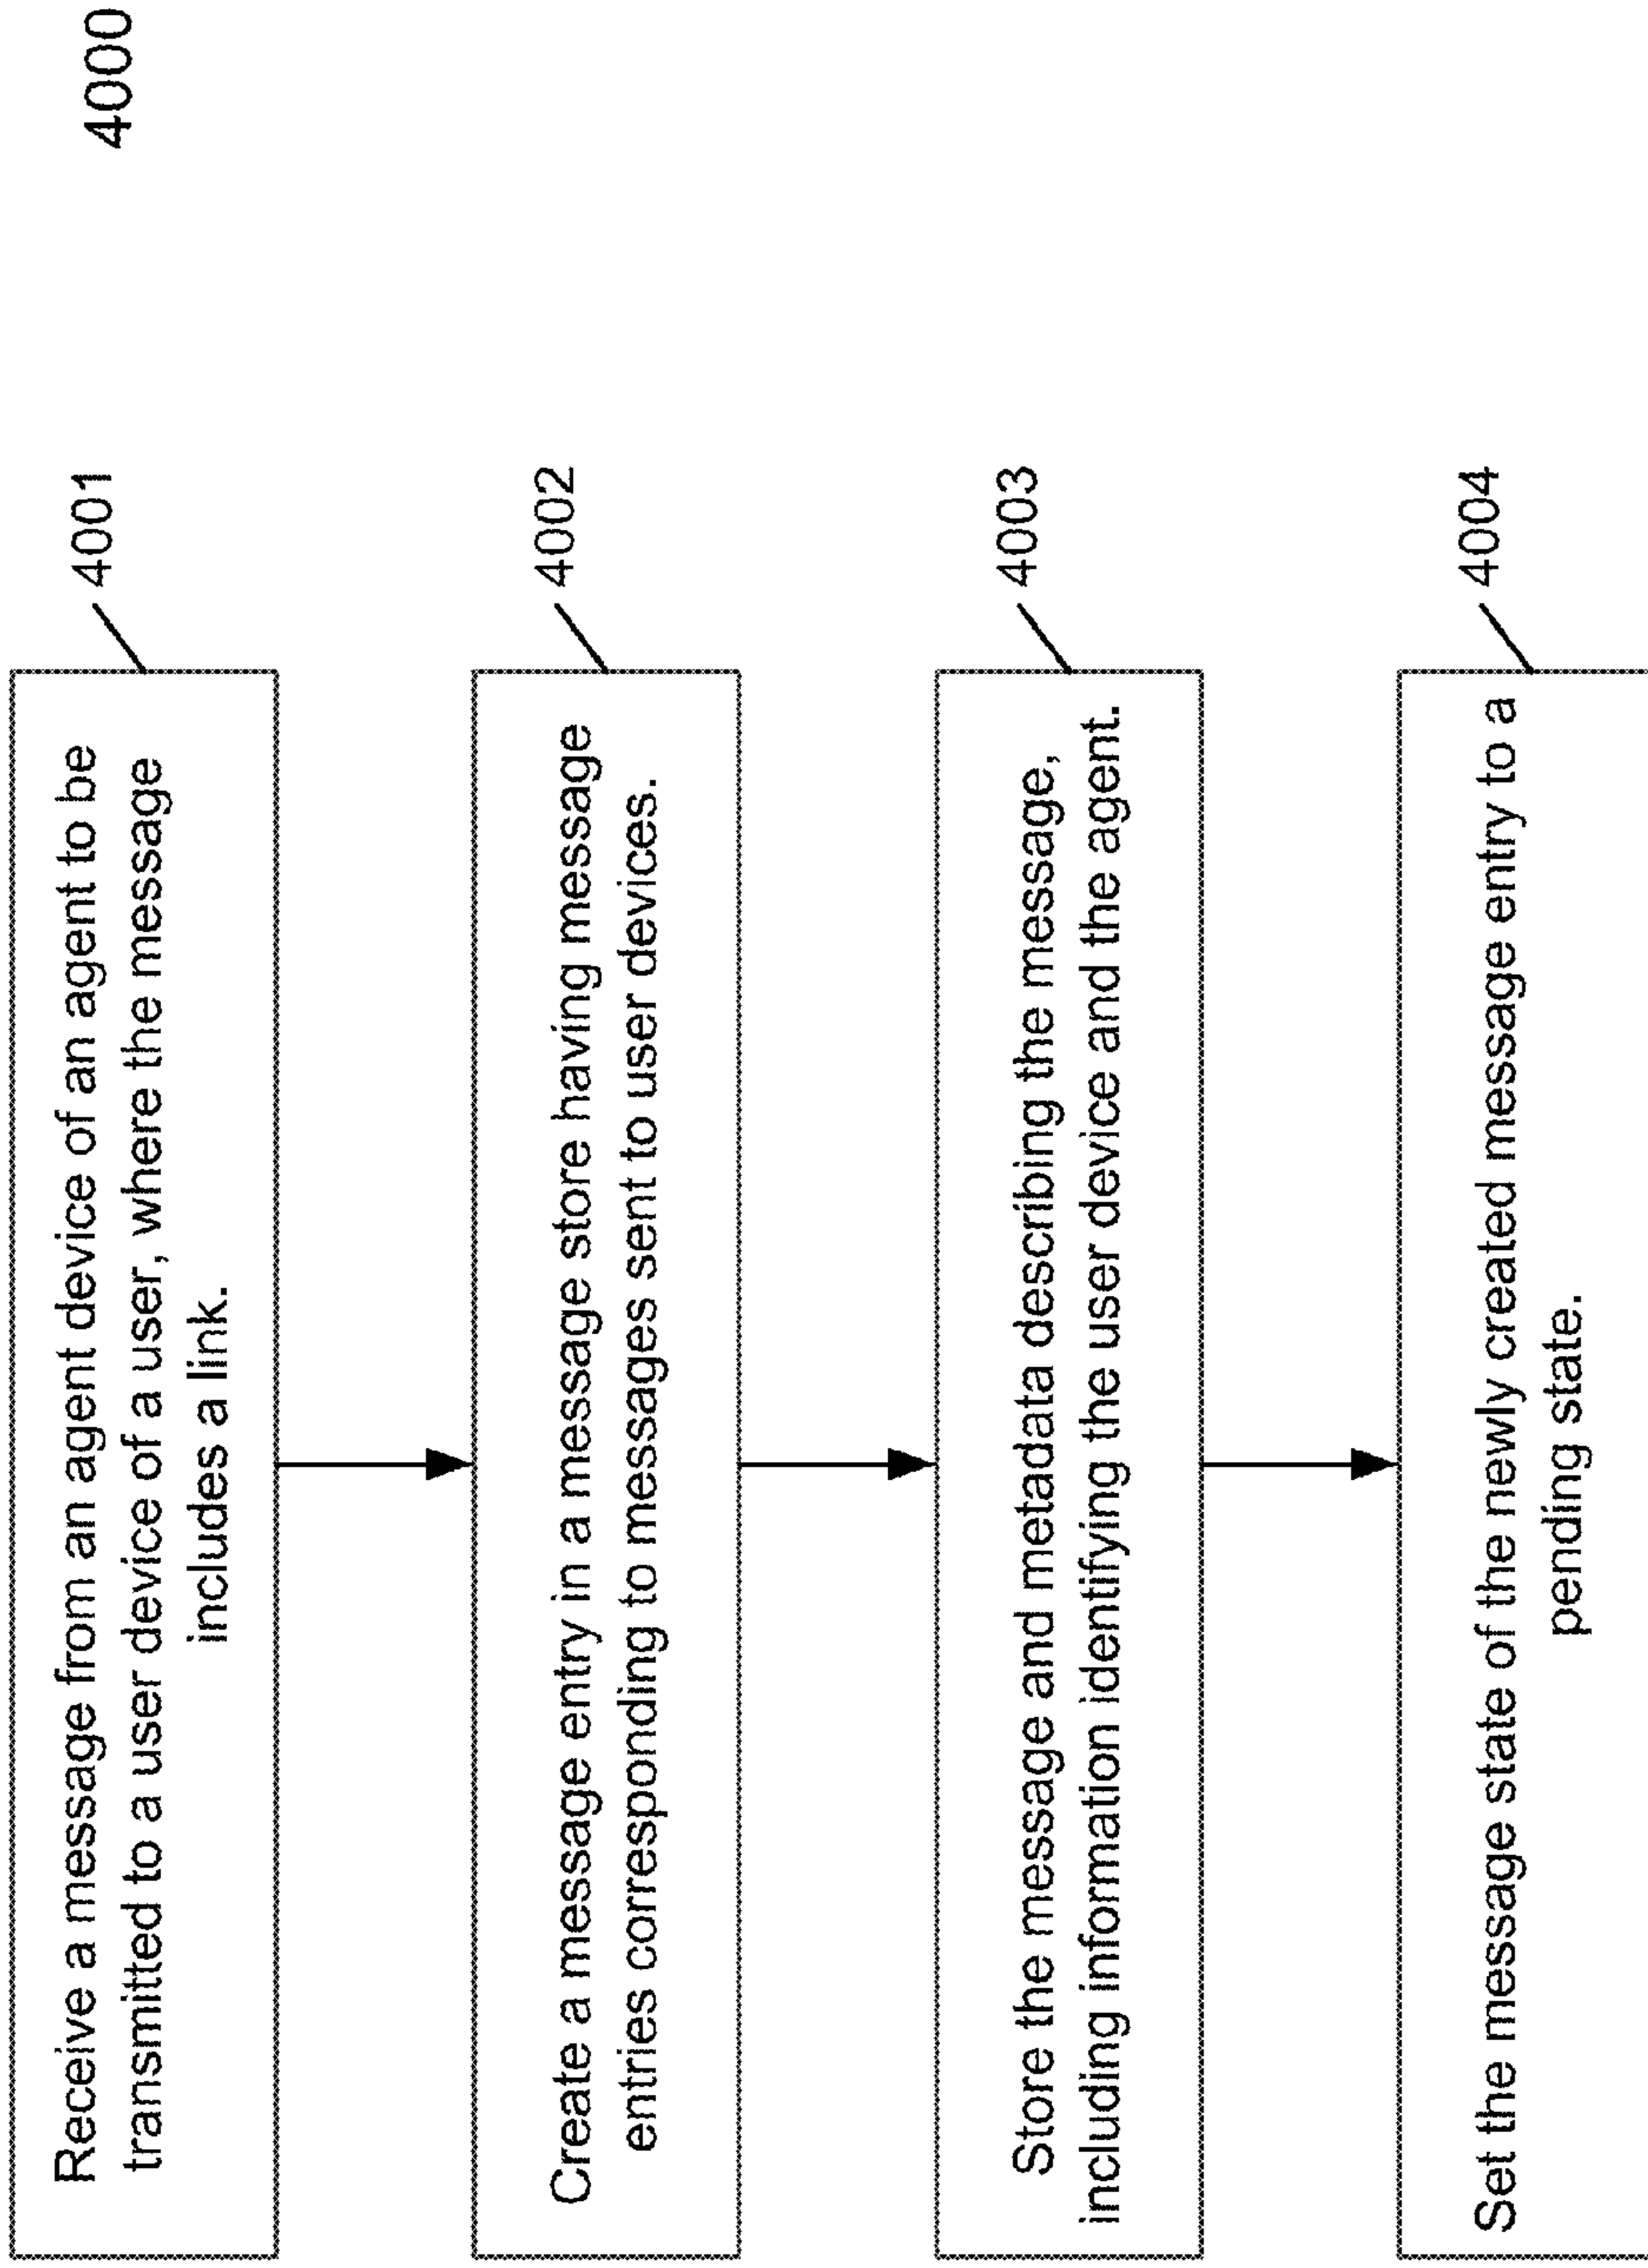 4000
Receive a message from an agent device of an agent to be
transmitted to a user device of a user, where the message
includes a link.
4001
Create a message entry in a message store having message
entries corresponding to messages sent to user devices.
4002
Store the message and metadata describing the message,
including information identifying the user device and the agent.
4003
Set the message state of the newly created message entry to a
pending state.
4004